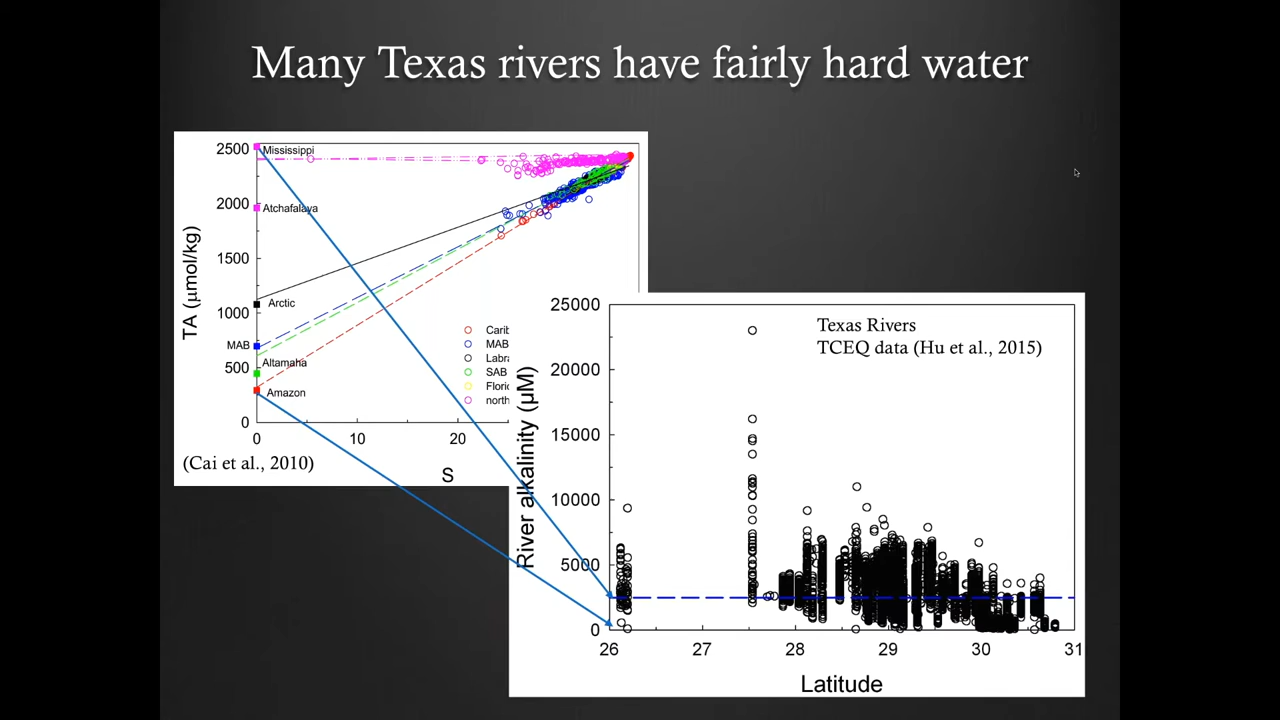 Many Texas rivers have fairly hard water
2500
2000
1500
1000
500
0
TA (μmol/kg)
Mississippi
Atchafalaya
Arctic
MAB
Altamaha
Amazon
Carib
MAB
Labra
SAB
Floric
north
0
10
20
S
(Cai et al., 2010)
25000
20000
15000
10000
5000
0
River alkalinity (μM)
Texas Rivers
TCEQ data (Hu et al., 2015)
26
27
28
29
30
31
Latitude